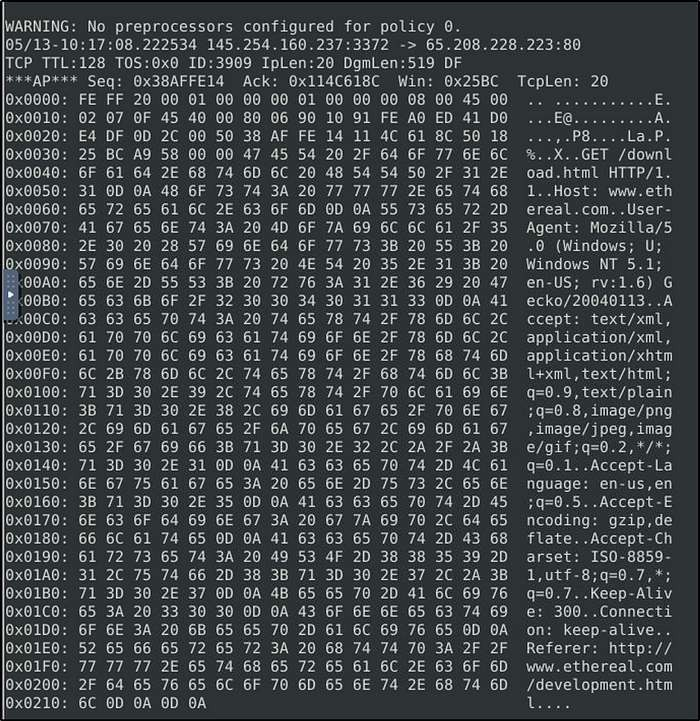 WARNING: No preprocessors configured for policy 0.
05/13-10:17:08.222534 145.254.160.237:3372 -> 65.208.228.223:80
TCP TTL:128 TOS:0x0 ID:3909 IpLen:20 DgmLen:519 DF
***AP*** Seq: 0x38AFFE14  Ack: 0x114C618C  Win: 0x25BC  TcpLen: 20
0x0000: FE FF 20 00 01 00 00 00 01 00 00 00 08 00 45 00  .. ...........E.
0x0010: 02 07 0F 45 40 00 80 06 90 10 91 FE A0 ED 41 D0  ...E@.........A.
0x0020: E4 DF 0D 2C 00 50 38 AF FE 14 11 4C 61 8C 50 18  ...,.P8....La.P.
0x0030: 25 BC A9 58 00 00 47 45 54 20 2F 64 6F 77 6E 6C  %..X..GET /downl
0x0040: 6F 61 64 2E 68 74 6D 6C 20 48 54 54 50 2F 31 2E  oad.html HTTP/1.
0x0050: 31 0D 0A 48 6F 73 74 3A 20 77 77 77 2E 65 74 68  1..Host: www.eth
0x0060: 65 72 65 61 6C 2E 63 6F 6D 0D 0A 55 73 65 72 2D  ereal.com..User-
0x0070: 41 67 65 6E 74 3A 20 4D 6F 7A 69 6C 6C 61 2F 35  Agent: Mozilla/5
0x0080: 2E 30 20 28 57 69 6E 64 6F 77 73 3B 20 55 3B 20  .0 (Windows; U;
0x0090: 57 69 6E 64 6F 77 73 20 4E 54 20 35 2E 31 3B 20  Windows NT 5.1;
00A0: 65 6E 2D 55 53 3B 20 72 76 3A 31 2E 36 29 20 47  en-US; rv:1.6) G
00B0: 65 63 6B 6F 2F 32 30 30 34 30 31 31 33 0D 0A 41  ecko/20040113..A
0x00C0: 63 63 65 70 74 3A 20 74 65 78 74 2F 78 6D 6C 2C  ccept: text/xml,
0x00D0: 61 70 70 6C 69 63 61 74 69 6F 6E 2F 78 6D 6C 2C  application/xml,
0x00E0: 61 70 70 6C 69 63 61 74 69 6F 6E 2F 78 68 74 6D  application/xhtm
0x00F0: 6C 2B 78 6D 6C 2C 74 65 78 74 2F 68 74 6D 6C 3B  l+xml,text/html;
0x0100: 71 3D 30 2E 39 2C 74 65 78 74 2F 70 6C 61 69 6E  q=0.9,text/plain
0x0110: 3B 71 3D 30 2E 38 2C 69 6D 61 67 65 2F 70 6E 67  ;q=0.8,image/png
0x0120: 2C 69 6D 61 67 65 2F 6A 70 65 67 2C 69 6D 61 67  ,image/jpeg,imag
0x0130: 65 2F 67 69 66 3B 71 3D 30 2E 32 2C 2A 2F 2A 3B  e/gif;q=0.2,*/*;
0x0140: 71 3D 30 2E 31 0D 0A 41 63 63 65 70 74 2D 4C 61  q=0.1..Accept-La
0x0150: 6E 67 75 61 67 65 3A 20 65 6E 2D 75 73 2C 65 6E  nguage: en-us,en
0x0160: 3B 71 3D 30 2E 35 0D 0A 41 63 63 65 70 74 2D 45  ;q=0.5..Accept-E
0x0170: 6E 63 6F 64 69 6E 67 3A 20 67 7A 69 70 2C 64 65  ncoding: gzip,de
0x0180: 66 6C 61 74 65 0D 0A 41 63 63 65 70 74 2D 43 68  flate..Accept-Ch
0x0190: 61 72 73 65 74 3A 20 49 53 4F 2D 38 38 35 39 2D  arset: ISO-8859-
0x01A0: 31 2C 75 74 66 2D 38 3B 71 3D 30 2E 37 2C 2A 3B  1,utf-8;q=0.7,*;
0x01B0: 71 3D 30 2E 37 0D 0A 4B 65 65 70 2D 41 6C 69 76  q=0.7..Keep-Aliv
0x01C0: 65 3A 20 33 30 30 0D 0A 43 6F 6E 6E 65 63 74 69  e: 300..Connecti
0x01D0: 6F 6E 3A 20 6B 65 65 70 2D 61 6C 69 76 65 0D 0A  on: keep-alive..
0x01E0: 52 65 66 65 72 65 72 3A 20 68 74 74 70 3A 2F 2F  Referer: http://
0x01F0: 77 77 77 2E 65 74 68 65 72 65 61 6C 2E 63 6F 6D  www.ethereal.com
0x0200: 2F 64 65 76 65 6C 6F 70 6D 65 6E 74 2E 68 74 6D  /development.htm
0x0210: 6C 0D 0A 0D 0A  l....